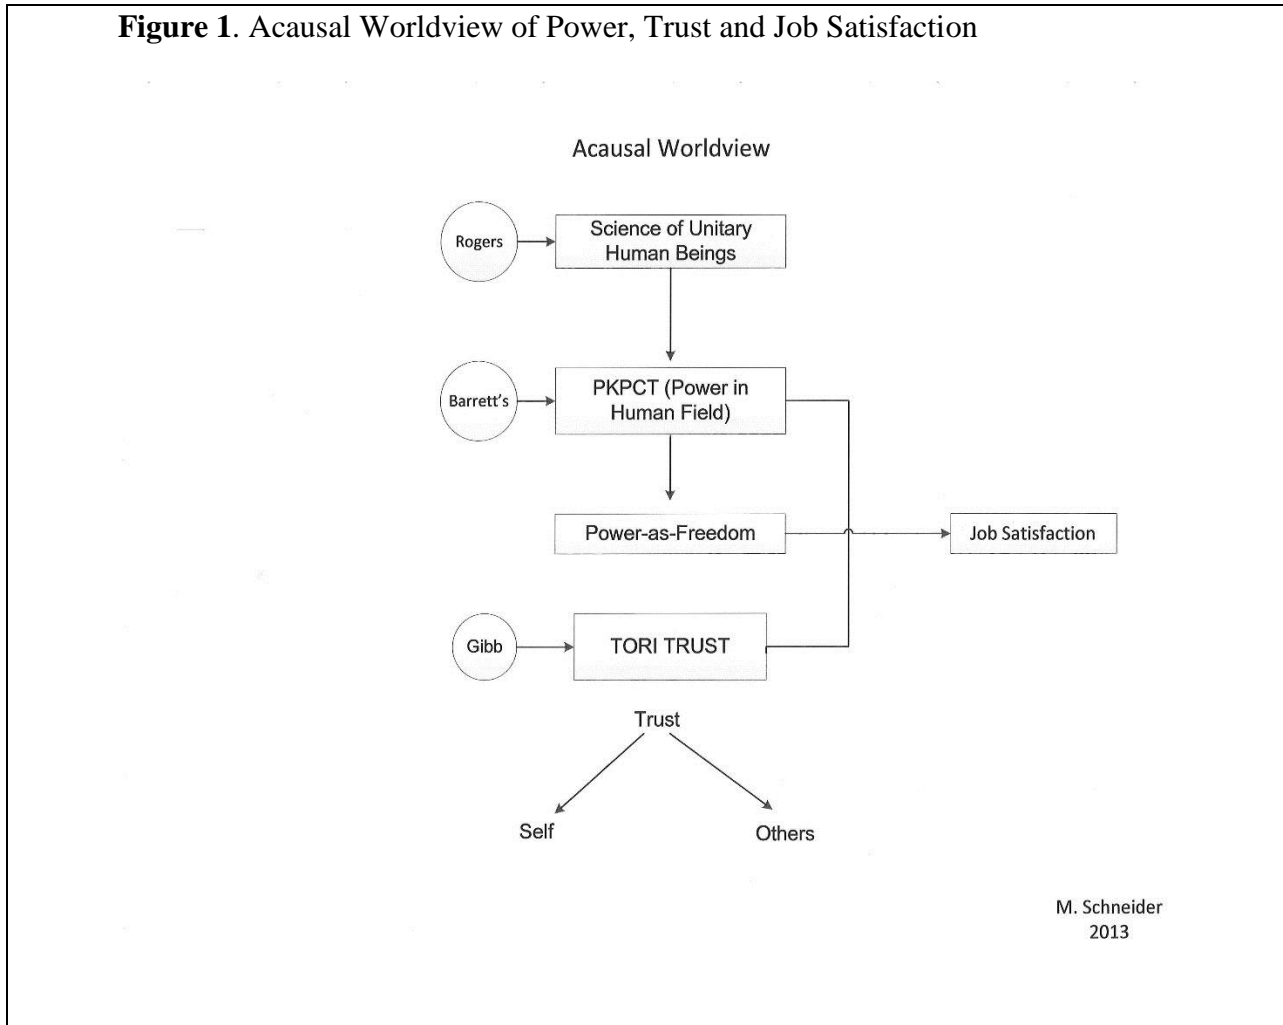 Figure 1. Acausal Worldview of Power, Trust and Job Satisfaction
Acausal Worldview
Rogers
Science of Unitary
Human Beings
Barrett's
PKPCT (Power in
Human Field)
Power-as-Freedom
Job Satisfaction
Gibb
TORI TRUST
Trust
Self
Others
M. Schneider
2013